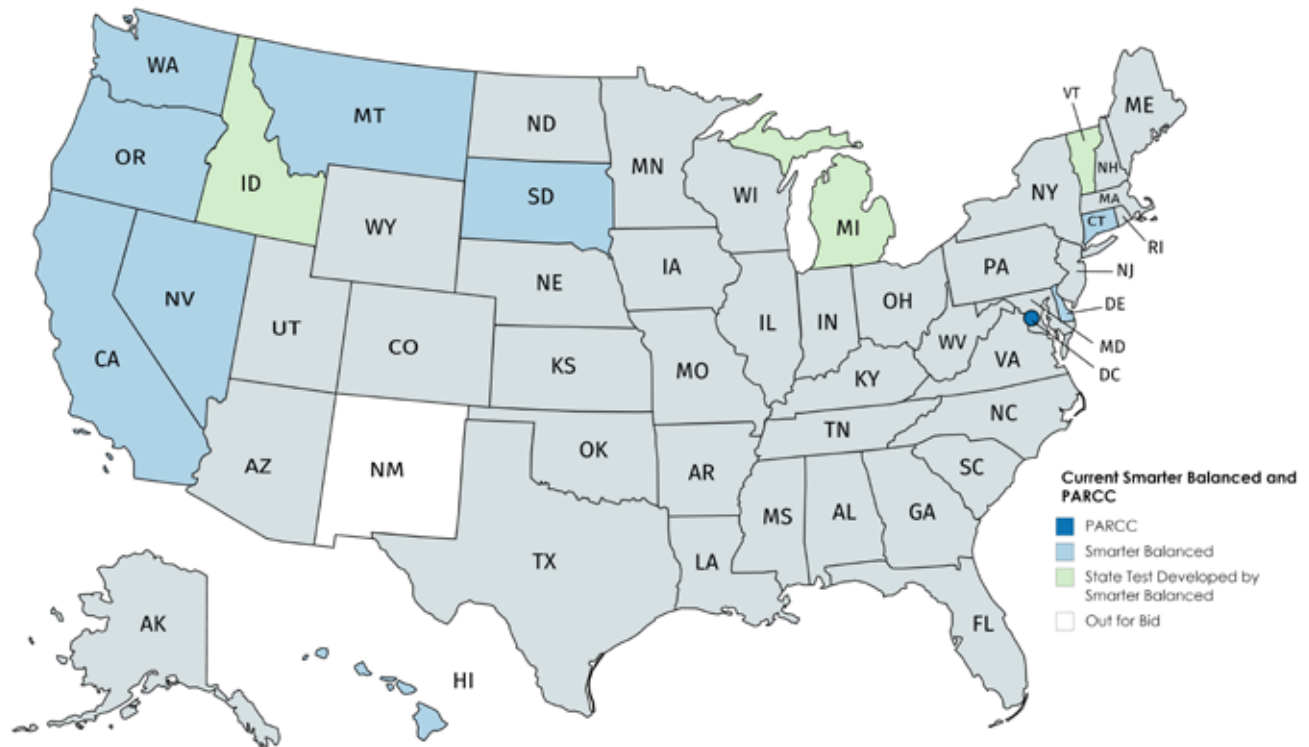 WA
MT
ND
MN
VT
ME
OR
ID
SD
WI
NH
NY
MA
CT
RI
WY
MI
IA
PA
NJ
NE
NV
OH
DE
UT
IL
IN
CA
CO
WV
MD
KS
MO
VA
DC
KY
NC
TN
AZ
NM
OK
AR
SC
MS
AL
GA
TX
LA
AK
FL
HI
Current Smarter Balanced and
PARCC
PARCC
Smarter Balanced
State Test Developed by
Smarter Balanced
Out for Bid